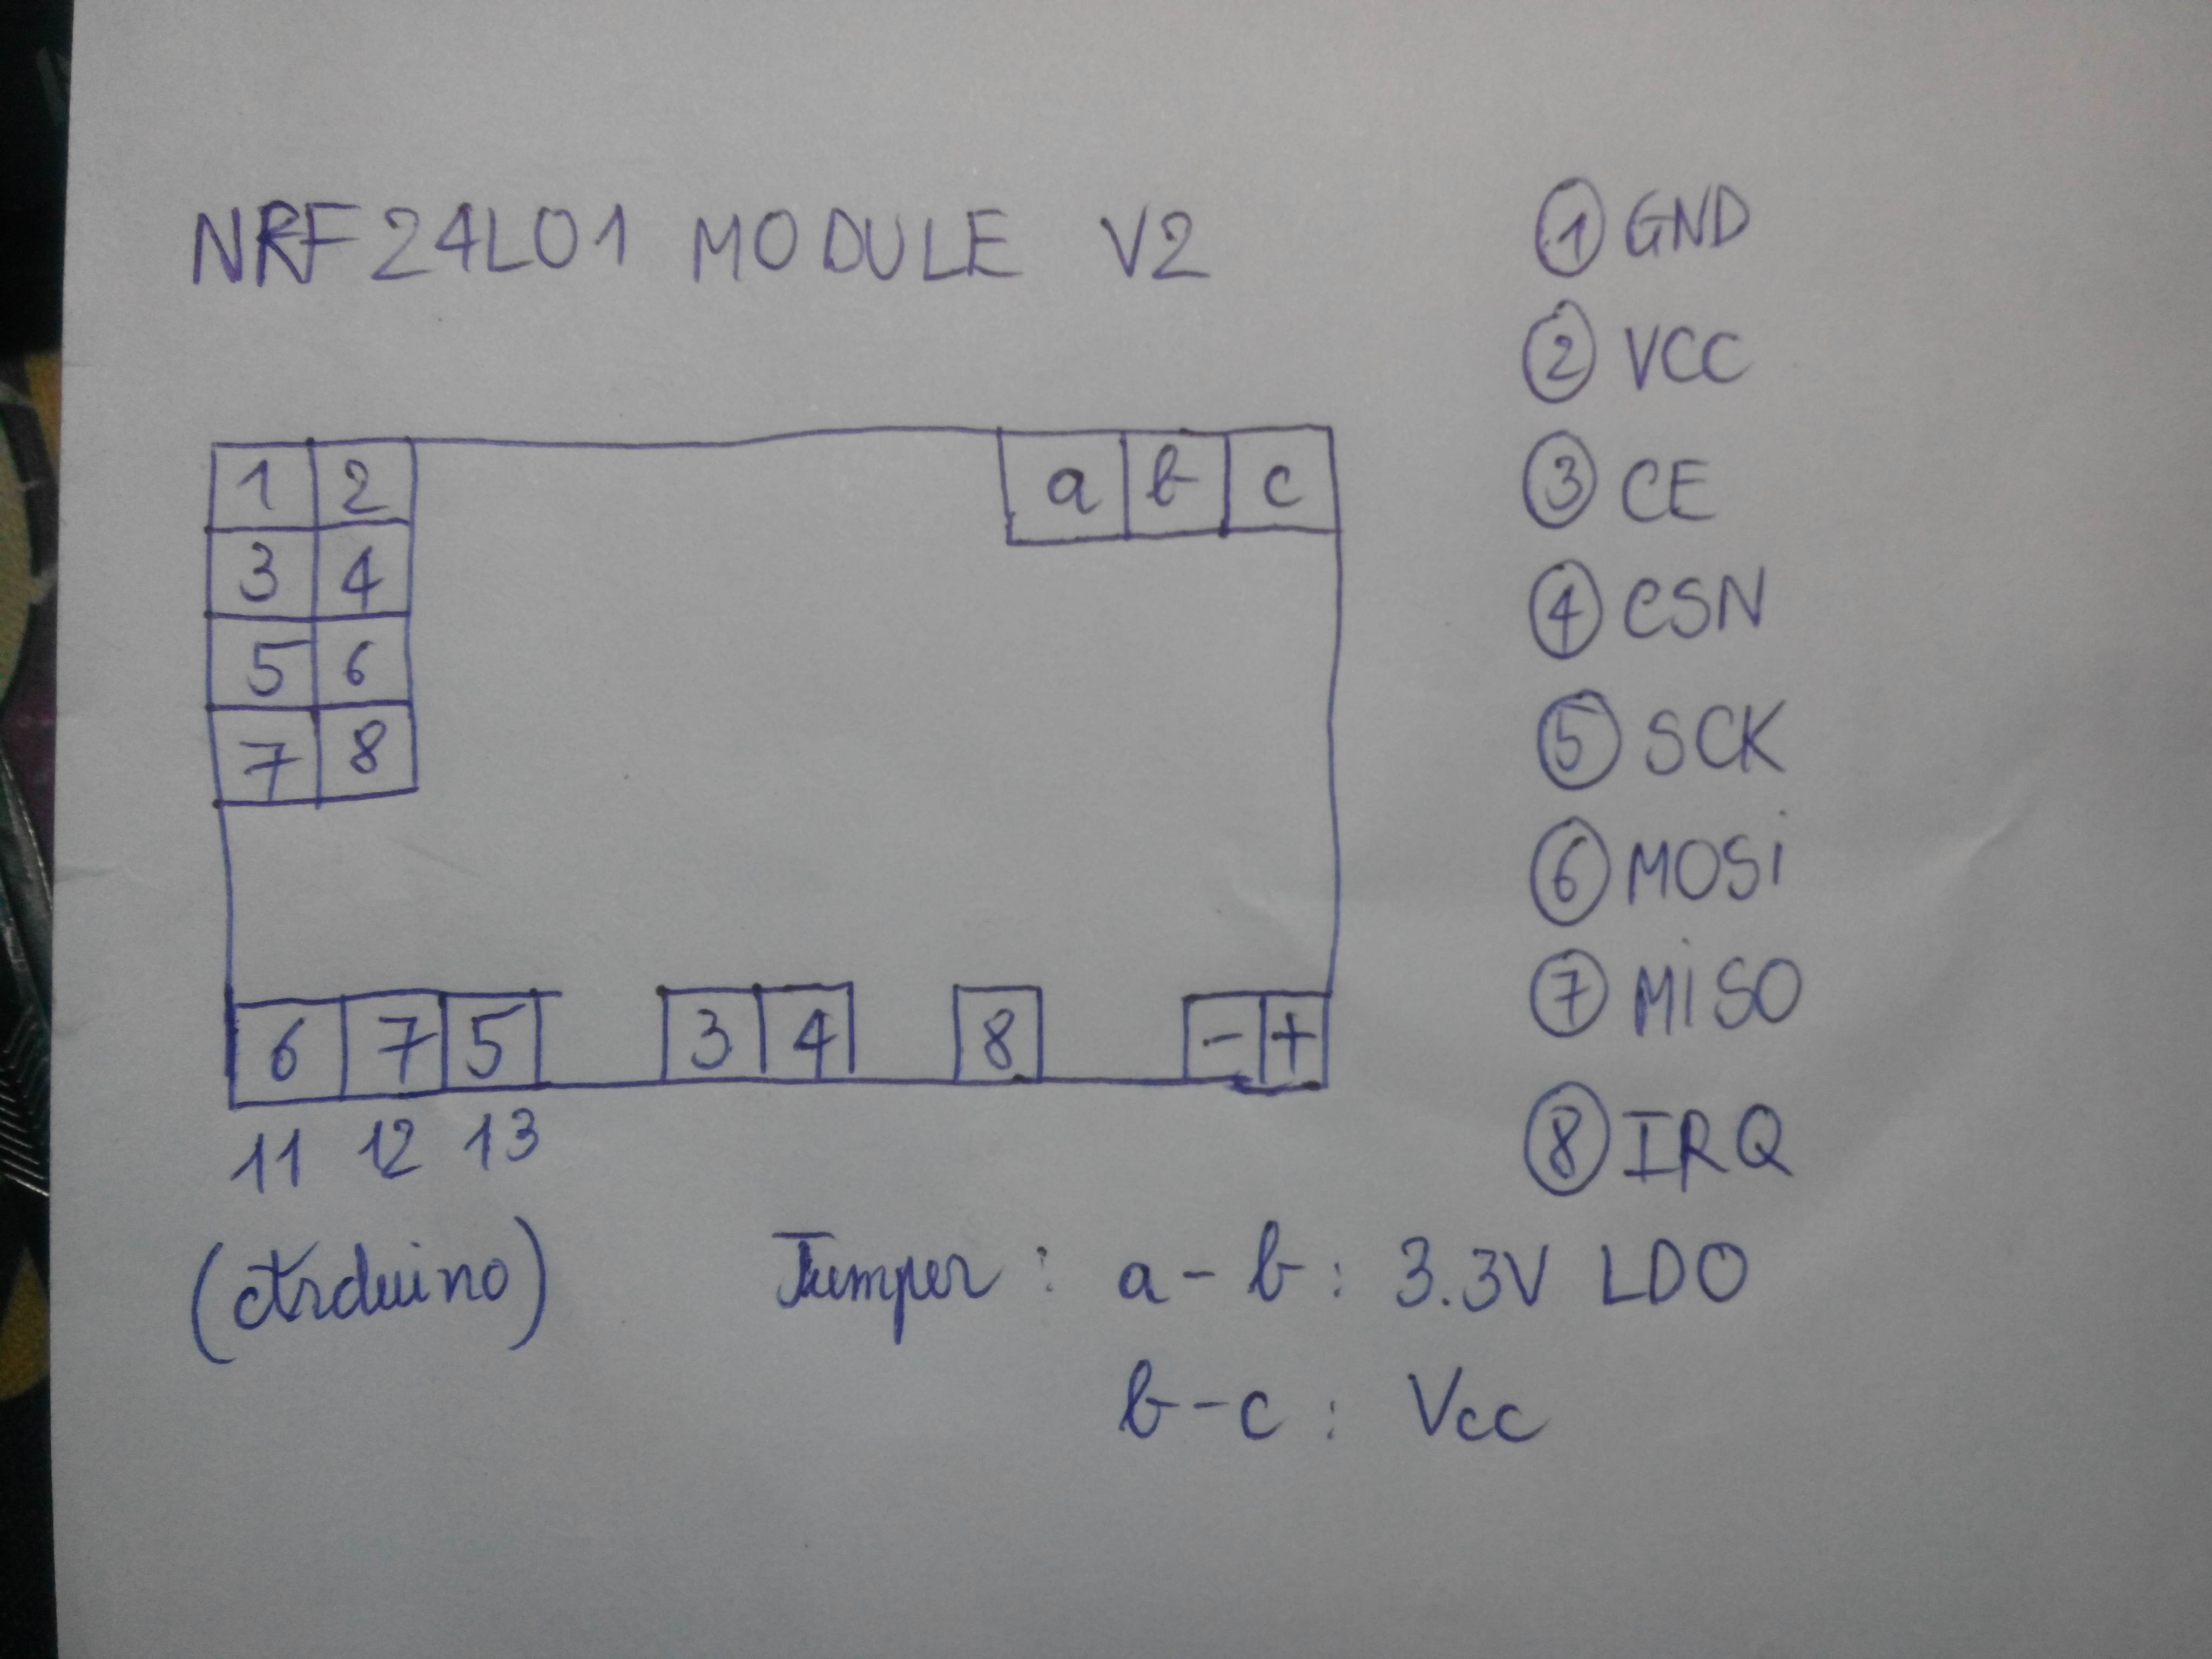 NRF24L01 MODULE V2
1 2
3 4
5 6
7 8
a b c
6 7 5 3 4 8 - +
11 12 13
(Arduino)
① GND
② VCC
③ CE
④ CSN
⑤ SCK
⑥ MOSi
⑦ MiSO
⑧ IRQ
Jumper : a - b : 3.3V LDO
b - c : Vcc